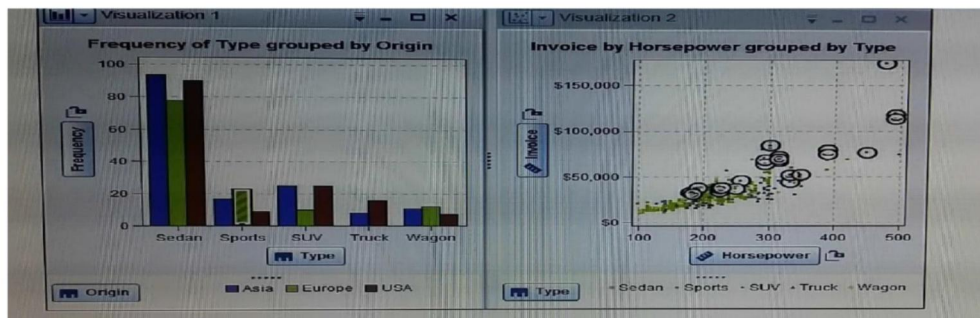 Visualization 1
Frequency of Type grouped by Origin
100
80
60
40
20
0
Frequency
Sedan Sports SUV Truck Wagon
Type
Origin
Asia Europe USA
Visualization 2
Invoice by Horsepower grouped by Type
$150,000
$100,000
$50,000
$0
Invoice
100 200 300 400 500
Horsepower
Type
Sedan Sports SUV Truck Wagon